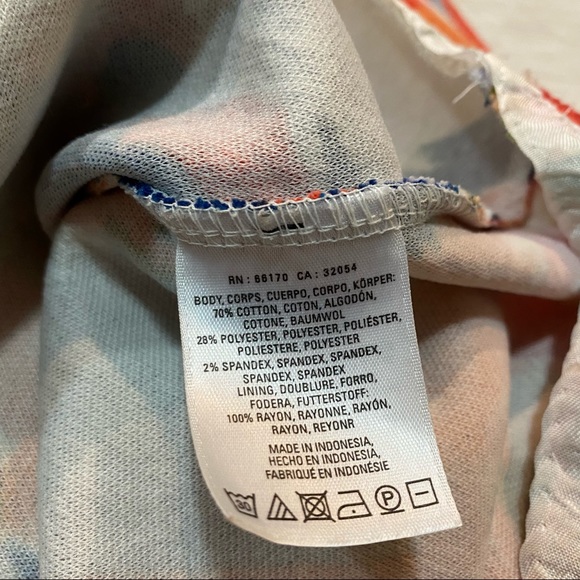 RN : 66170 CA : 32054
BODY, CORPS, CUERPO, CORPO, KÖRPER:
70% COTTON, COTON, ALGODÓN,
COTONE, BAUMWOL
28% POLYESTER, POLYESTER, POLIÉSTER,
POLIESTERE, POLYESTER
2% SPANDEX, SPANDEX, SPANDEX,
SPANDEX, SPANDEX
LINING, DOUBLURE, FORRO,
FODERA, FUTTERSTOFF:
100% RAYON, RAYONNE, RAYÓN,
RAYON, REYONR
MADE IN INDONESIA,
HECHO EN INDONESIA,
FABRIQUÉ EN INDONÉSIE
30